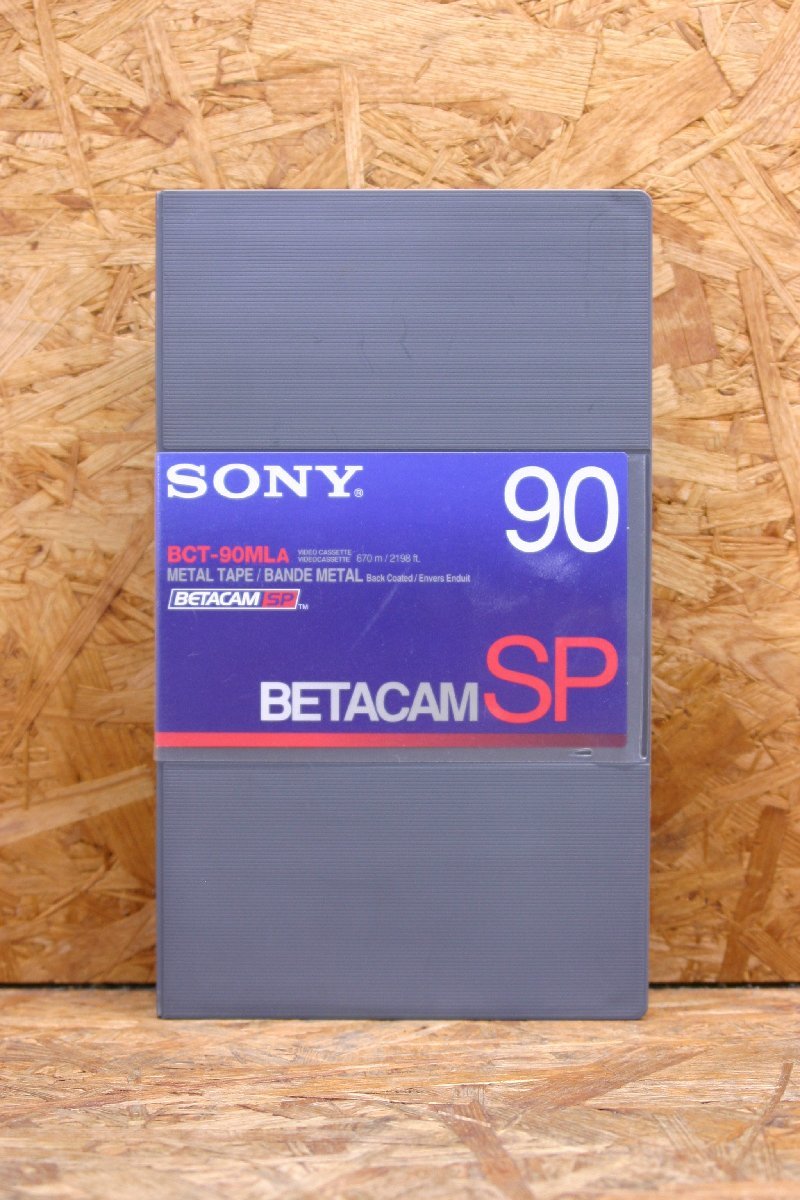 SONY®
90
BCT-90MLA VIDEO CASSETTE VIDEOCASSETTE 670 m / 2198 ft.
METAL TAPE / BANDE METAL Back Coated / Envers Enduit
BETACAM SP TM
BETACAM SP